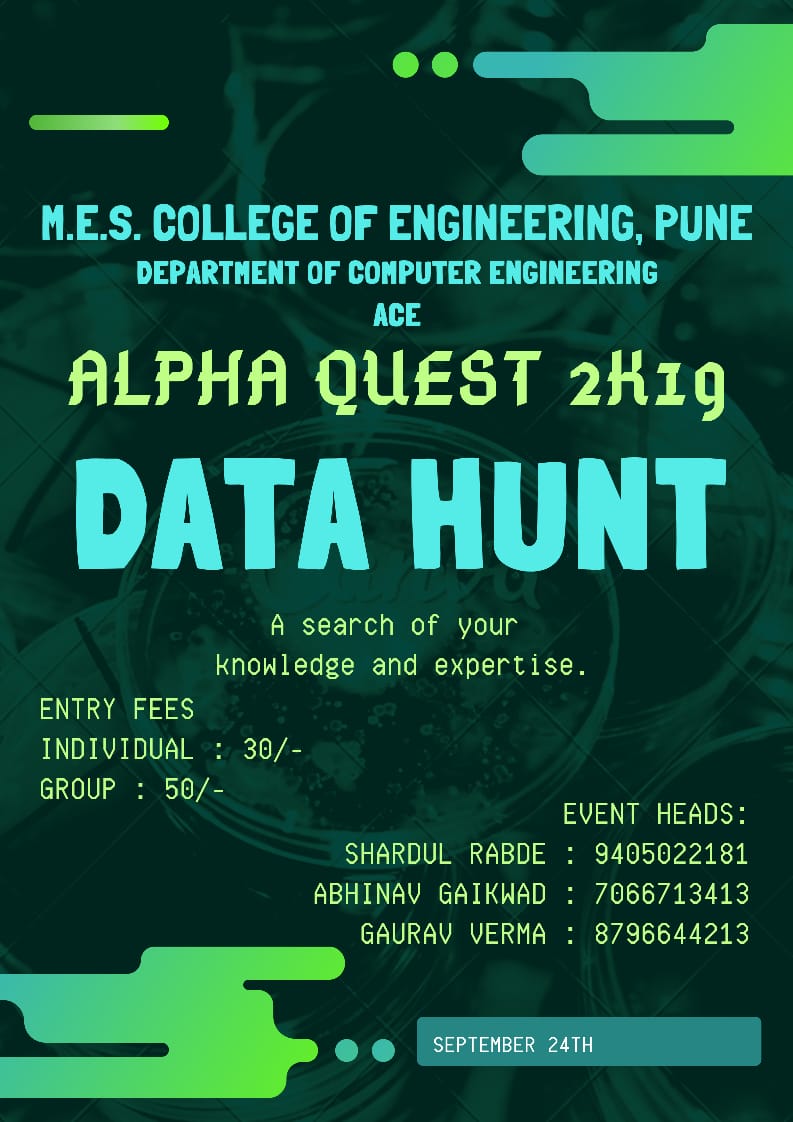 M.E.S. COLLEGE OF ENGINEERING, PUNE
DEPARTMENT OF COMPUTER ENGINEERING
ACE
ALPHA QUEST 2K19
DATA HUNT
A search of your
knowledge and expertise.
ENTRY FEES
INDIVIDUAL : 30/-
GROUP : 50/-
EVENT HEADS:
SHARDUL RABDE : 9405022181
ABHINAV GAIKWAD : 7066713413
GAURAV VERMA : 8796644213
SEPTEMBER 24TH